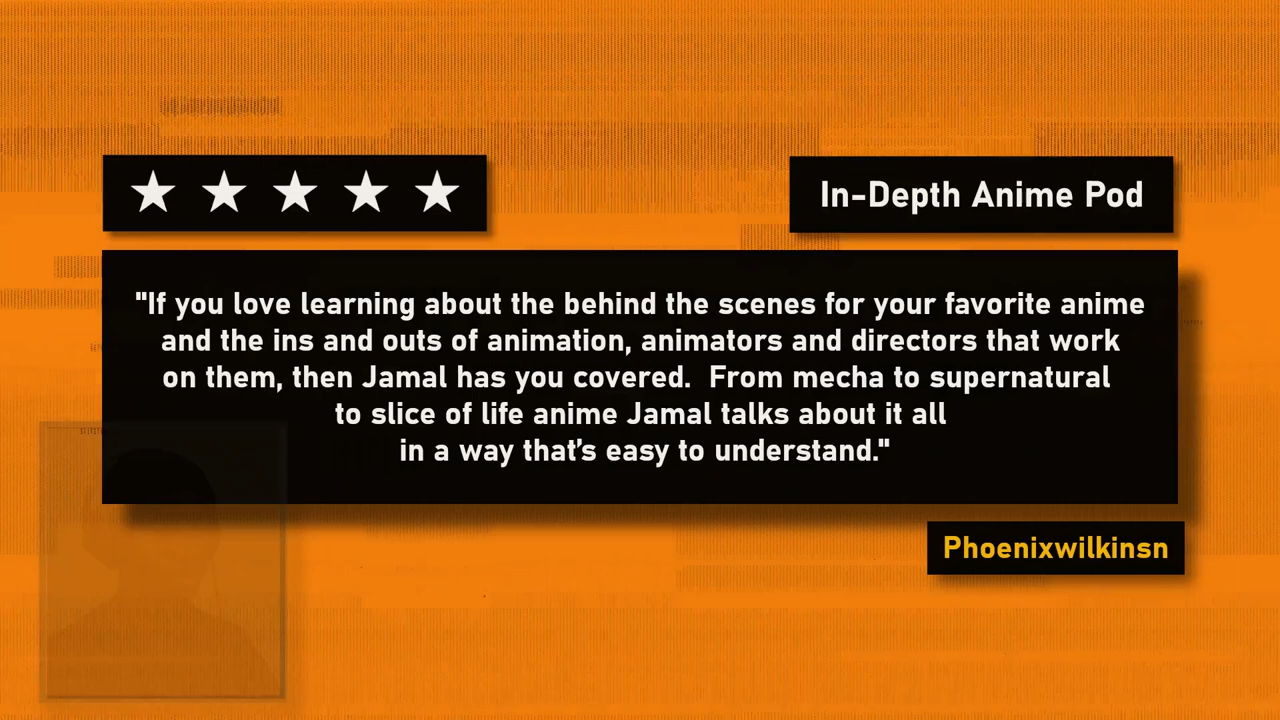 ★ ★ ★ ★ ★
In-Depth Anime Pod
"If you love learning about the behind the scenes for your favorite anime
and the ins and outs of animation, animators and directors that work
on them, then Jamal has you covered.  From mecha to supernatural
to slice of life anime Jamal talks about it all
in a way that's easy to understand."
Phoenixwilkinsn